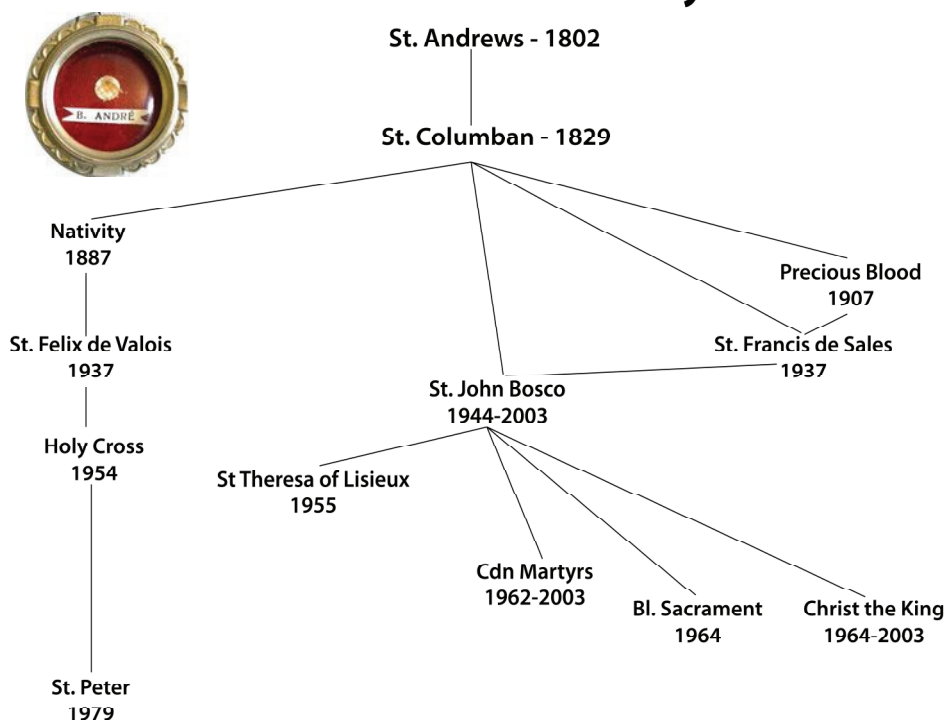 B. ANDRÉ
St. Andrews - 1802
St. Columban - 1829
Nativity
1887
Precious Blood
1907
St. Felix de Valois
1937
St. Francis de Sales
1937
St. John Bosco
1944-2003
Holy Cross
1954
St Theresa of Lisieux
1955
Cdn Martyrs
1962-2003
Bl. Sacrament
1964
Christ the King
1964-2003
St. Peter
1979